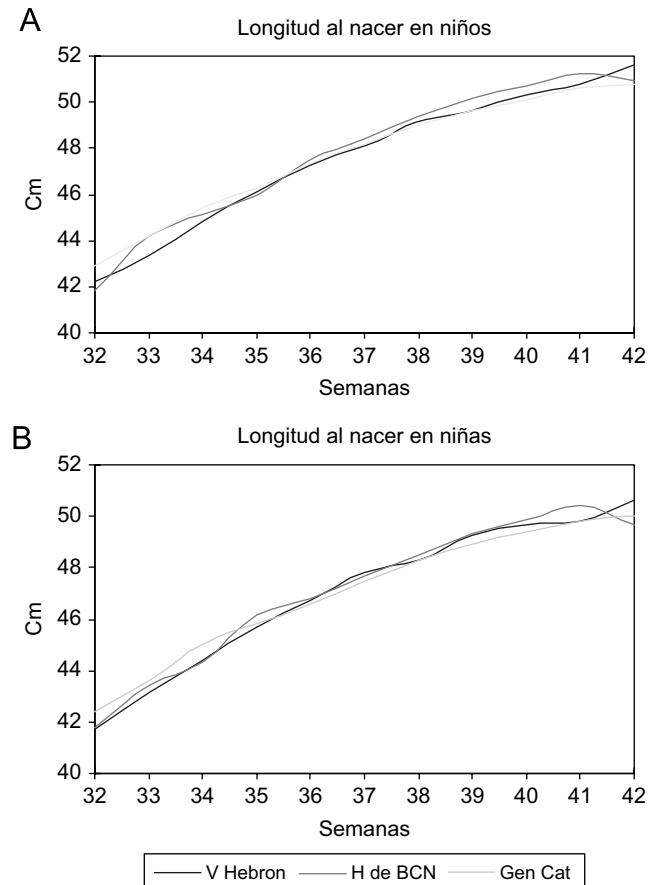 A
Longitud al nacer en niños
52
50
48
46
44
42
40
Cm
32 33 34 35 36 37 38 39 40 41 42
Semanas
B
Longitud al nacer en niñas
52
50
48
46
44
42
40
Cm
32 33 34 35 36 37 38 39 40 41 42
Semanas
V Hebron H de BCN Gen Cat